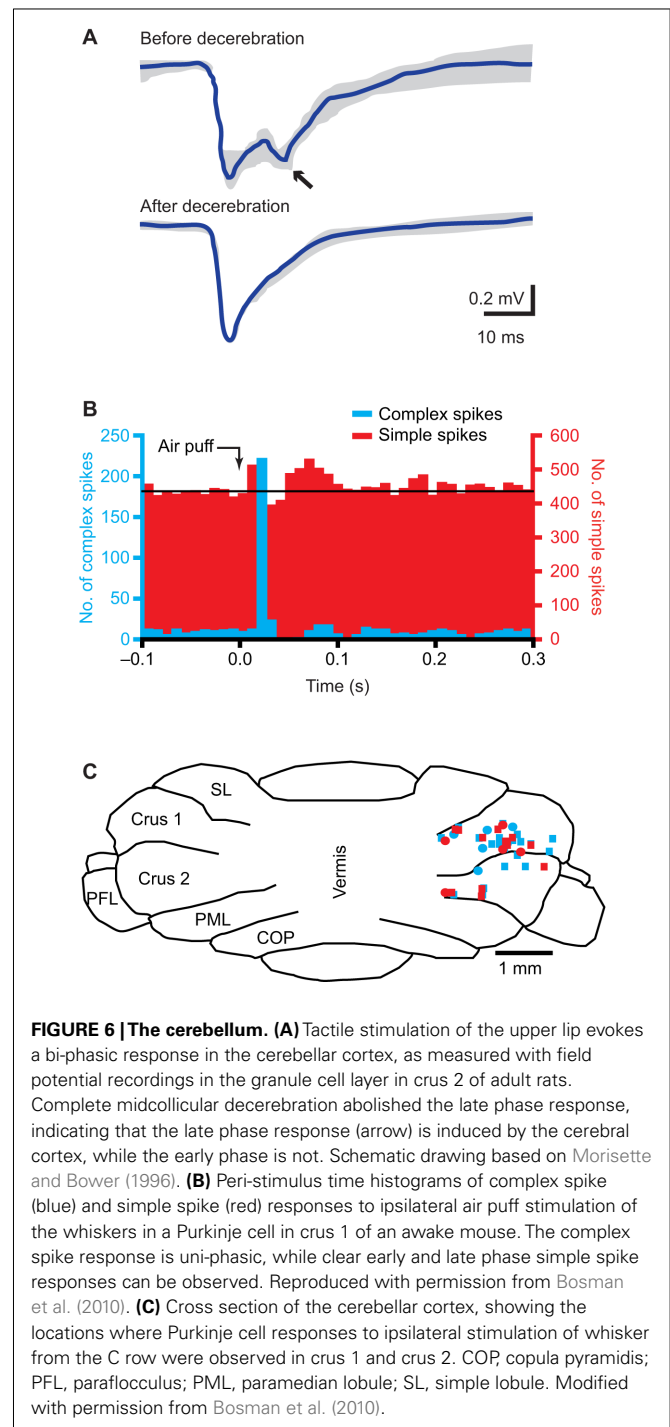 A
Before decerebration
After decerebration
0.2 mV
10 ms
B
Complex spikes
Simple spikes
Air puff
No. of complex spikes
250
200
150
100
50
0
600
500
400
300
200
100
0
No. of simple spikes
–0.1
0.0
0.1
0.2
0.3
Time (s)
C
SL
Crus 1
Crus 2
PFL
PML
COP
Vermis
1 mm
FIGURE 6 | The cerebellum. (A) Tactile stimulation of the upper lip evokes
a bi-phasic response in the cerebellar cortex, as measured with field
potential recordings in the granule cell layer in crus 2 of adult rats.
Complete midcollicular decerebration abolished the late phase response,
indicating that the late phase response (arrow) is induced by the cerebral
cortex, while the early phase is not. Schematic drawing based on Morisette
and Bower (1996). (B) Peri-stimulus time histograms of complex spike
(blue) and simple spike (red) responses to ipsilateral air puff stimulation of
the whiskers in a Purkinje cell in crus 1 of an awake mouse. The complex
spike response is uni-phasic, while clear early and late phase simple spike
responses can be observed. Reproduced with permission from Bosman
et al. (2010). (C) Cross section of the cerebellar cortex, showing the
locations where Purkinje cell responses to ipsilateral stimulation of whisker
from the C row were observed in crus 1 and crus 2. COP, copula pyramidis;
PFL, paraflocculus; PML, paramedian lobule; SL, simple lobule. Modified
with permission from Bosman et al. (2010).